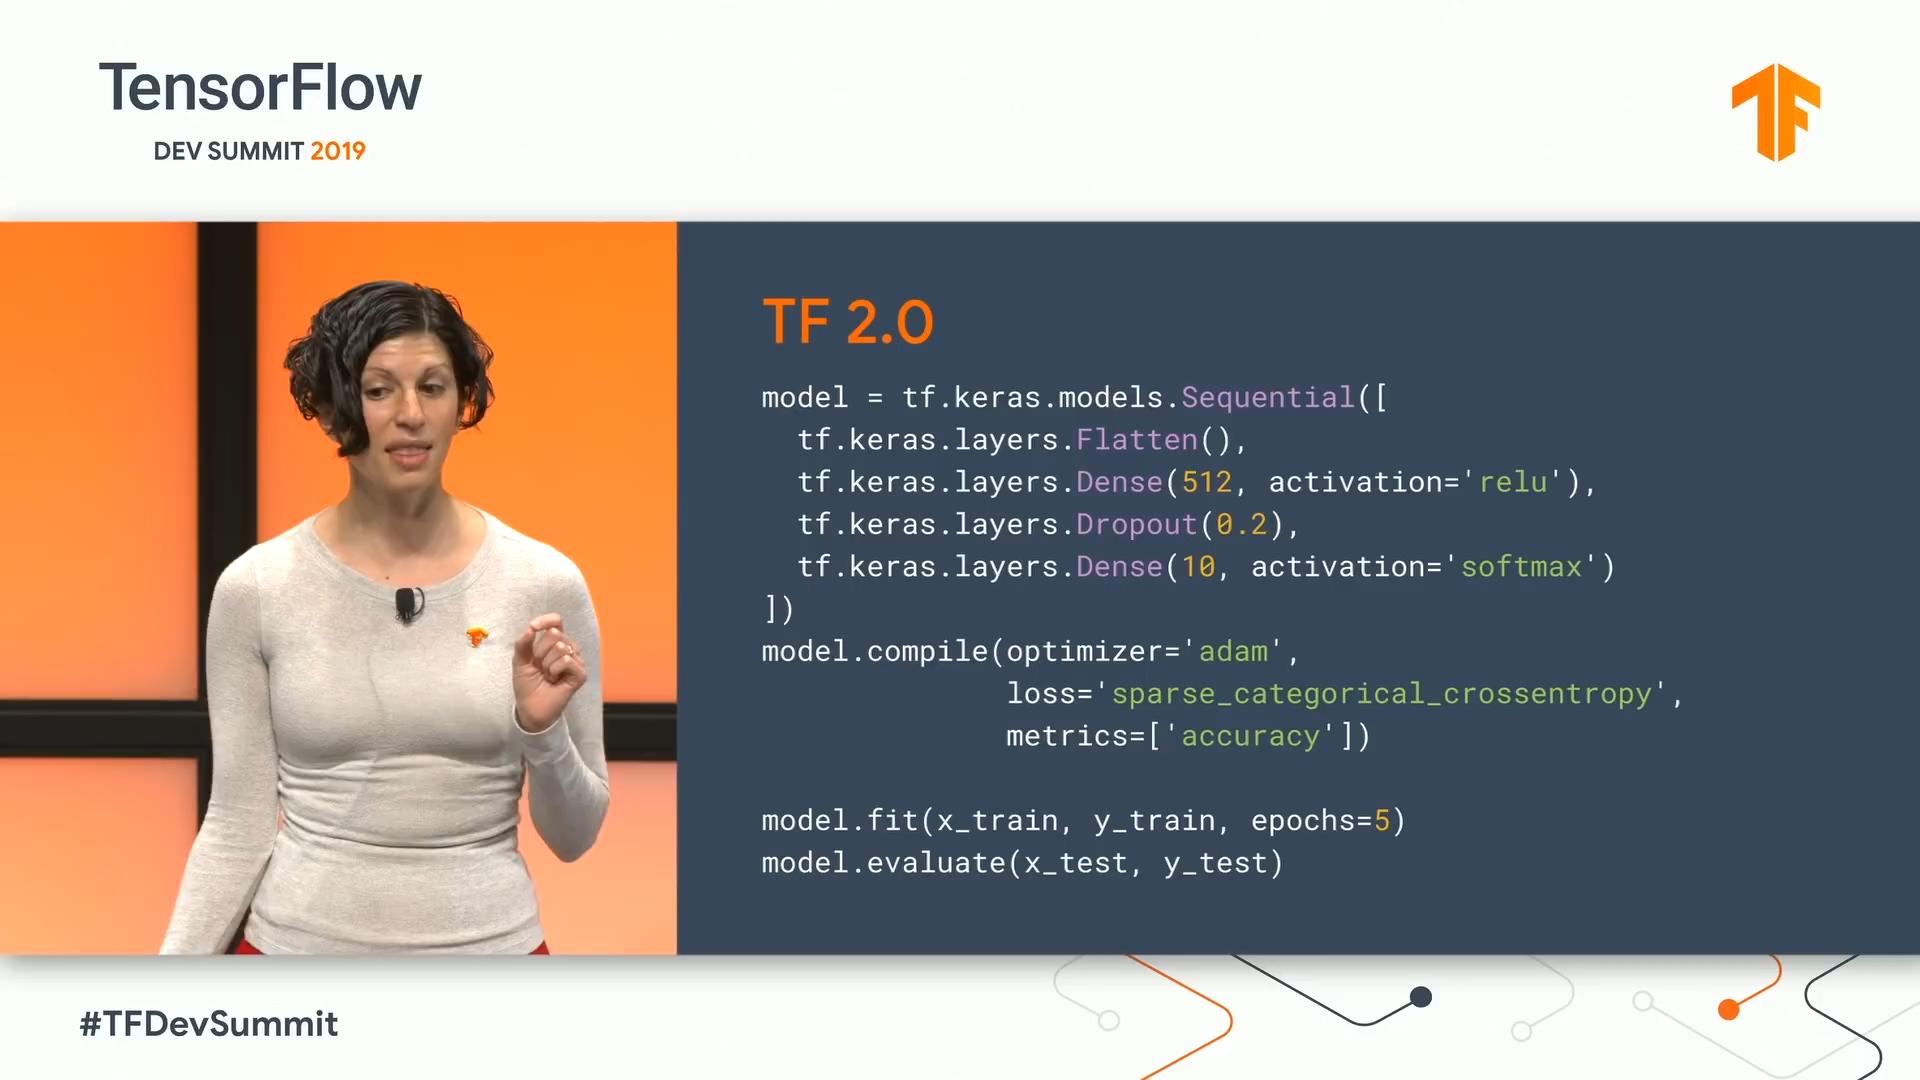 TensorFlow
DEV SUMMIT 2019
TF
TF 2.0
model = tf.keras.models.Sequential([
  tf.keras.layers.Flatten(),
  tf.keras.layers.Dense(512, activation='relu'),
  tf.keras.layers.Dropout(0.2),
  tf.keras.layers.Dense(10, activation='softmax')
])
model.compile(optimizer='adam',
              loss='sparse_categorical_crossentropy',
              metrics=['accuracy'])
model.fit(x_train, y_train, epochs=5)
model.evaluate(x_test, y_test)
#TFDevSummit